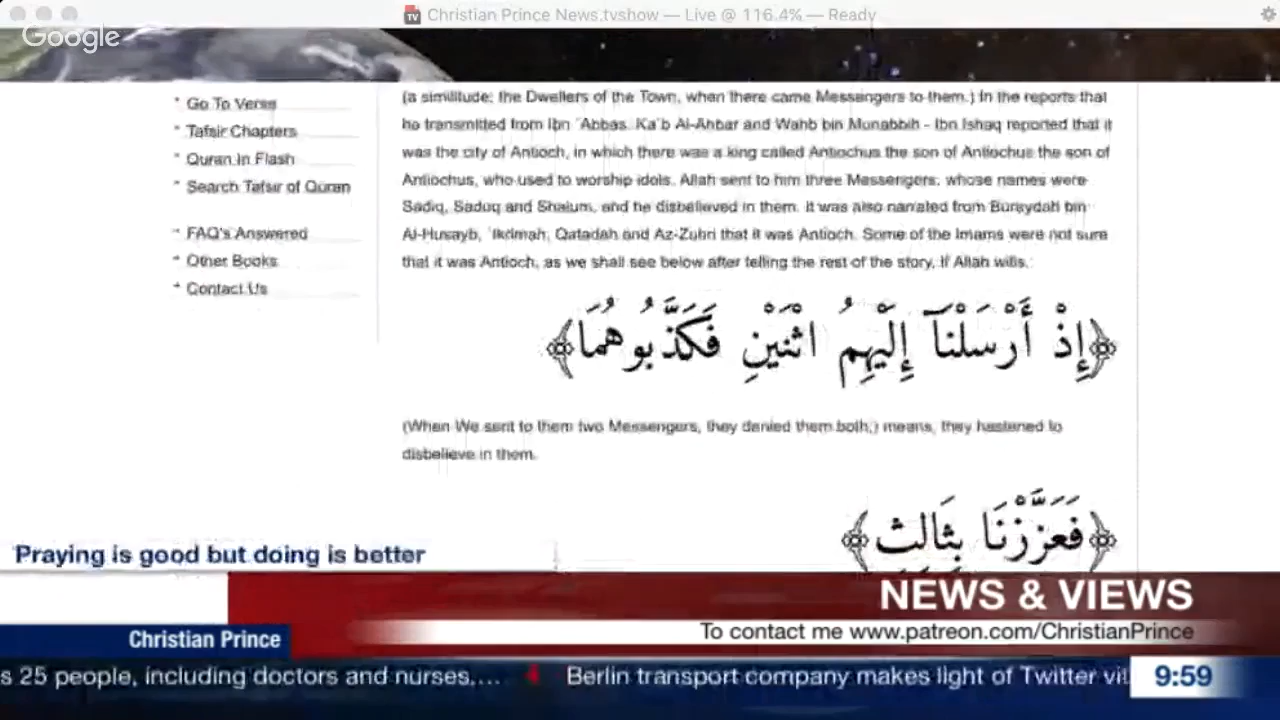 Christian Prince News.tvshow — Live @ 116.4% — Ready
Google
* Go To Verse
* Tafsir Chapters
* Quran In Flash
* Search Tafsir of Quran
* FAQ's Answered
* Other Books
* Contact Us
(a similitude; the Dwellers of the Town, when there came Messengers to them.) In the reports that
he transmitted from Ibn `Abbas, Ka`b Al-Ahbar and Wahb bin Munabbih - Ibn Ishaq reported that it
was the city of Antioch, in which there was a king called Antiochus the son of Antiochus the son of
Antiochus, who used to worship idols. Allah sent to him three Messengers, whose names were
Sadiq, Saduq and Shalum, and he disbelieved in them. It was also narrated from Buraydah bin
Al-Husayb, `Ikrimah, Qatadah and Az-Zuhri that it was Antioch. Some of the Imams were not sure
that it was Antioch, as we shall see below after telling the rest of the story, if Allah wills.
﴿إِذْ أَرْسَلْنَآ إِلَيْهِمُ اثْنَيْنِ فَكَذَّبُوهُمَا﴾
(When We sent to them two Messengers, they denied them both;) means, they hastened to
disbelieve in them.
﴿فَعَزَّزْنَا بِثَالِثٍ﴾
Praying is good but doing is better
NEWS & VIEWS
To contact me www.patreon.com/ChristianPrince
Christian Prince
s 25 people, including doctors and nurses,... 4 Berlin transport company makes light of Twitter
9:59